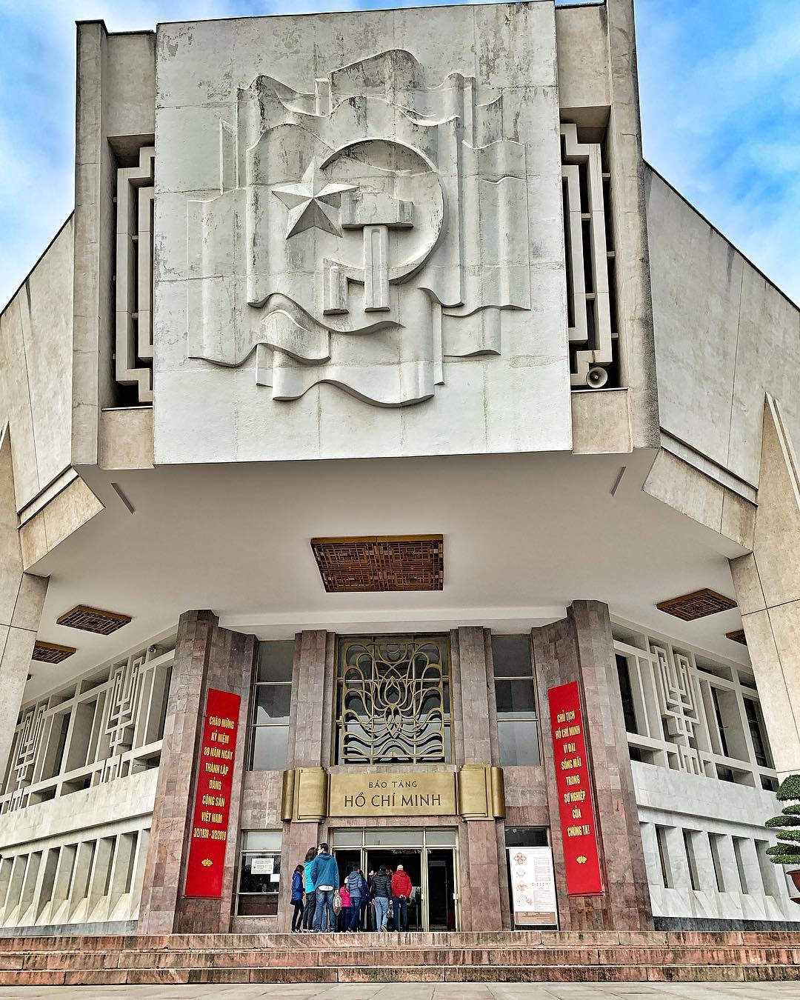 CHÀO MỪNG
KỶ NIỆM
89 NĂM NGÀY
THÀNH LẬP
ĐẢNG
CỘNG SẢN
VIỆT NAM
3/2/1930 - 3/2/2019
BẢO TÀNG
HỒ CHÍ MINH
CHỦ TỊCH
HỒ CHÍ MINH
VĨ ĐẠI
SỐNG MÃI
TRONG
SỰ NGHIỆP
CỦA
CHÚNG TA!